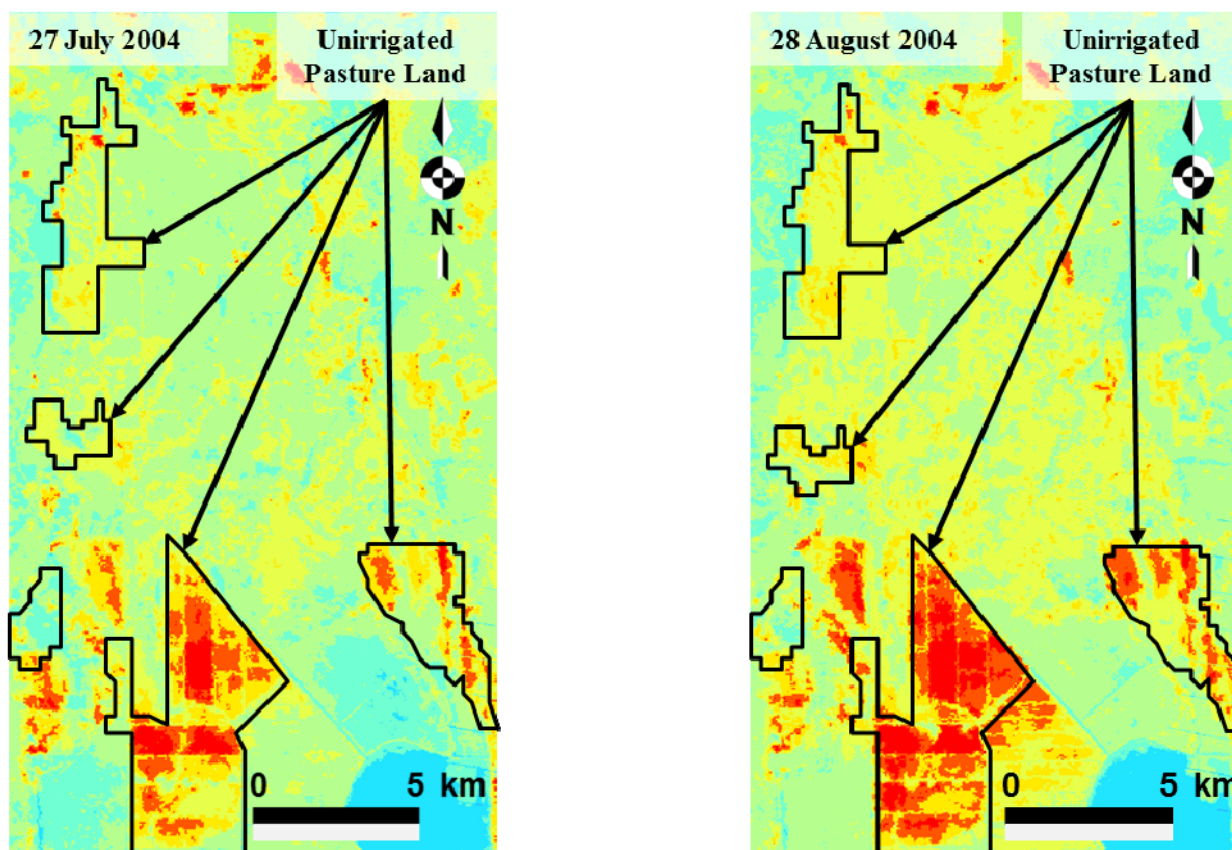 27 July 2004
Unirrigated
Pasture Land
N
0 5 km
28 August 2004
Unirrigated
Pasture Land
N
0 5 km